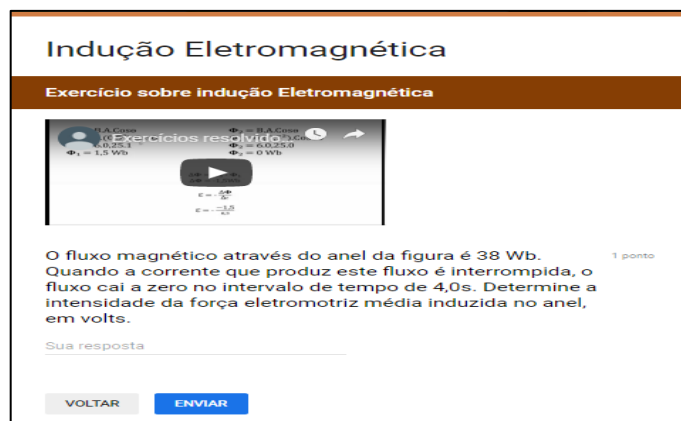 Indução Eletromagnética
Exercício sobre indução Eletromagnética
Exercícios resolvido
Φ₁ = 1,5 Wb
Φ₂ = 0 Wb
O fluxo magnético através do anel da figura é 38 Wb.
1 ponto
Quando a corrente que produz este fluxo é interrompida, o
fluxo cai a zero no intervalo de tempo de 4,0s. Determine a
intensidade da força eletromotriz média induzida no anel,
em volts.
Sua resposta
VOLTAR
ENVIAR